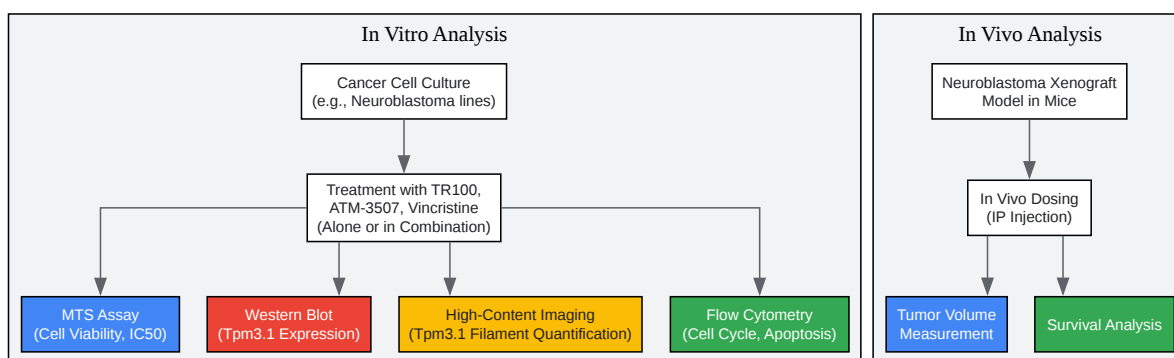 In Vitro Analysis
Cancer Cell Culture
(e.g., Neuroblastoma lines)
Treatment with TR100,
ATM-3507, Vincristine
(Alone or in Combination)
MTS Assay
(Cell Viability, IC50)
Western Blot
(Tpm3.1 Expression)
High-Content Imaging
(Tpm3.1 Filament Quantification)
Flow Cytometry
(Cell Cycle, Apoptosis)
In Vivo Analysis
Neuroblastoma Xenograft
Model in Mice
In Vivo Dosing
(IP Injection)
Tumor Volume
Measurement
Survival Analysis